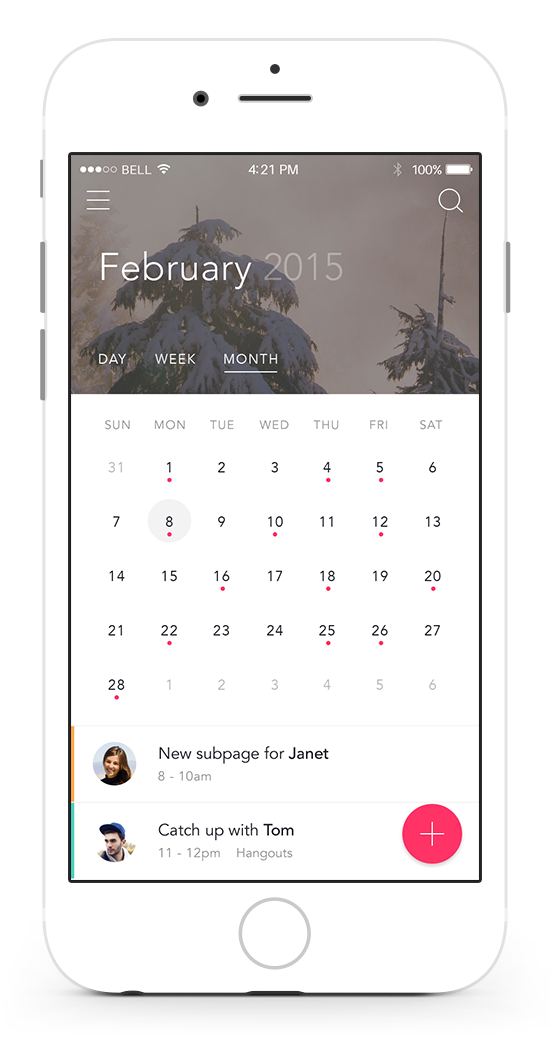 BELL 4:21 PM 100%
February 2015
DAY WEEK MONTH
SUN MON TUE WED THU FRI SAT
31 1 2 3 4 5 6
7 8 9 10 11 12 13
14 15 16 17 18 19 20
21 22 23 24 25 26 27
28 1 2 3 4 5 6
New subpage for Janet
8 - 10am
Catch up with Tom
11 - 12pm Hangouts